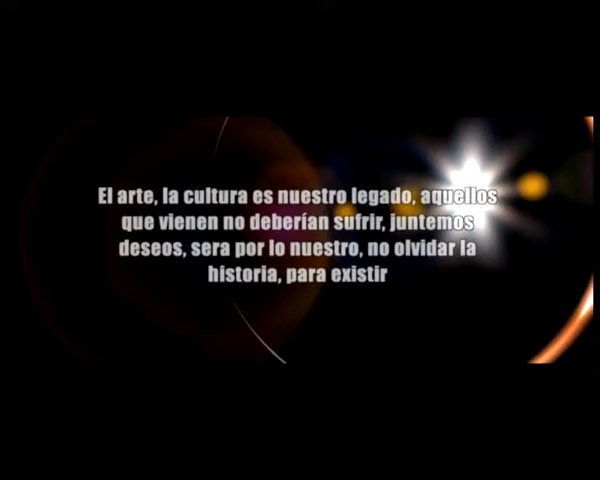 El arte, la cultura es nuestro legado, aquellos
que vienen no deberían sufrir, juntemos
deseos, sera por lo nuestro, no olvidar la
historia, para existir